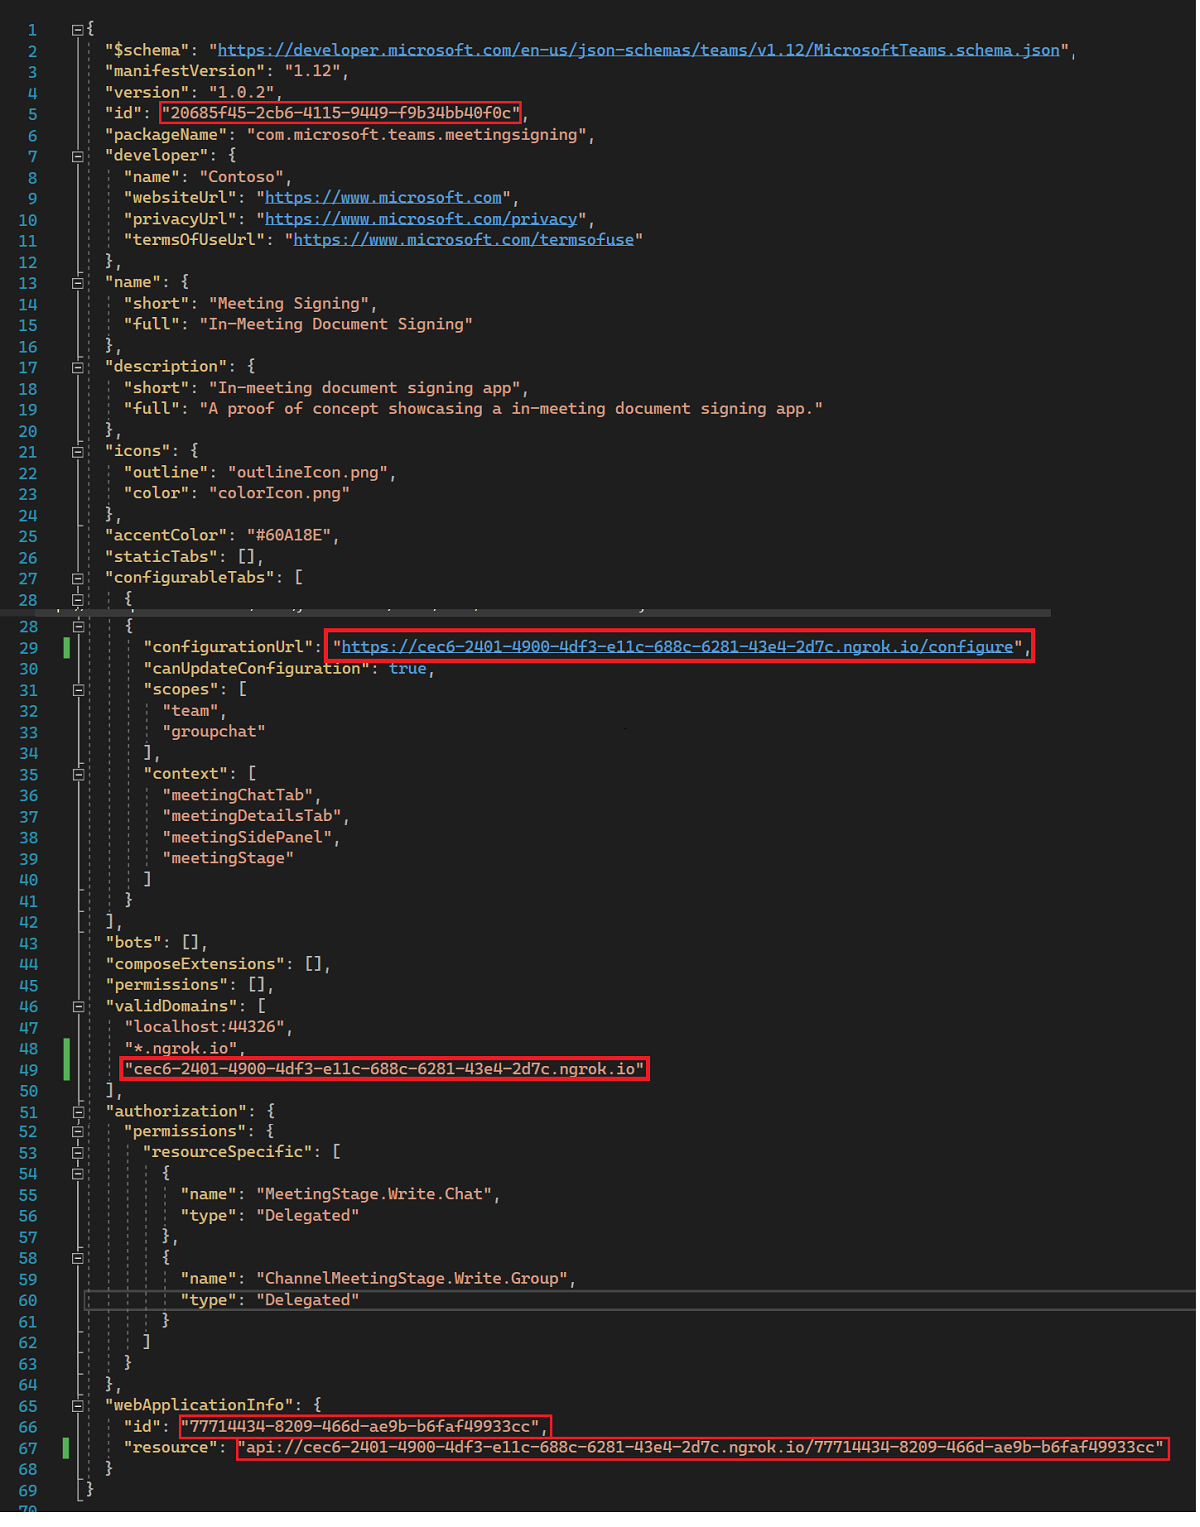 1 {
2 "$schema": "https://developer.microsoft.com/en-us/json-schemas/teams/v1.12/MicrosoftTeams.schema.json",
3 "manifestVersion": "1.12",
4 "version": "1.0.2",
5 "id": "20685f45-2cb6-4115-9449-f9b34bb40f0c",
6 "packageName": "com.microsoft.teams.meetingsigning",
7 "developer": {
8 "name": "Contoso",
9 "websiteUrl": "https://www.microsoft.com",
10 "privacyUrl": "https://www.microsoft.com/privacy",
11 "termsOfUseUrl": "https://www.microsoft.com/termsofuse"
12 },
13 "name": {
14 "short": "Meeting Signing",
15 "full": "In-Meeting Document Signing"
16 },
17 "description": {
18 "short": "In-meeting document signing app",
19 "full": "A proof of concept showcasing a in-meeting document signing app."
20 },
21 "icons": {
22 "outline": "outlineIcon.png",
23 "color": "colorIcon.png"
24 },
25 "accentColor": "#60A18E",
26 "staticTabs": [],
27 "configurableTabs": [
28 {
28 {
29 "configurationUrl": "https://cec6-2401-4900-4df3-e11c-688c-6281-43e4-2d7c.ngrok.io/configure",
30 "canUpdateConfiguration": true,
31 "scopes": [
32 "team",
33 "groupchat"
34 ],
35 "context": [
36 "meetingChatTab",
37 "meetingDetailsTab",
38 "meetingSidePanel",
39 "meetingStage"
40 ]
41 }
42 ],
43 "bots": [],
44 "composeExtensions": [],
45 "permissions": [],
46 "validDomains": [
47 "localhost:44326",
48 "*.ngrok.io",
49 "cec6-2401-4900-4df3-e11c-688c-6281-43e4-2d7c.ngrok.io"
50 ],
51 "authorization": {
52 "permissions": {
53 "resourceSpecific": [
54 {
55 "name": "MeetingStage.Write.Chat",
56 "type": "Delegated"
57 },
58 {
59 "name": "ChannelMeetingStage.Write.Group",
60 "type": "Delegated"
61 }
62 ]
63 }
64 },
65 "webApplicationInfo": {
66 "id": "77714434-8209-466d-ae9b-b6faf49933cc",
67 "resource": "api://cec6-2401-4900-4df3-e11c-688c-6281-43e4-2d7c.ngrok.io/77714434-8209-466d-ae9b-b6faf49933cc"
68 }
69 }
70